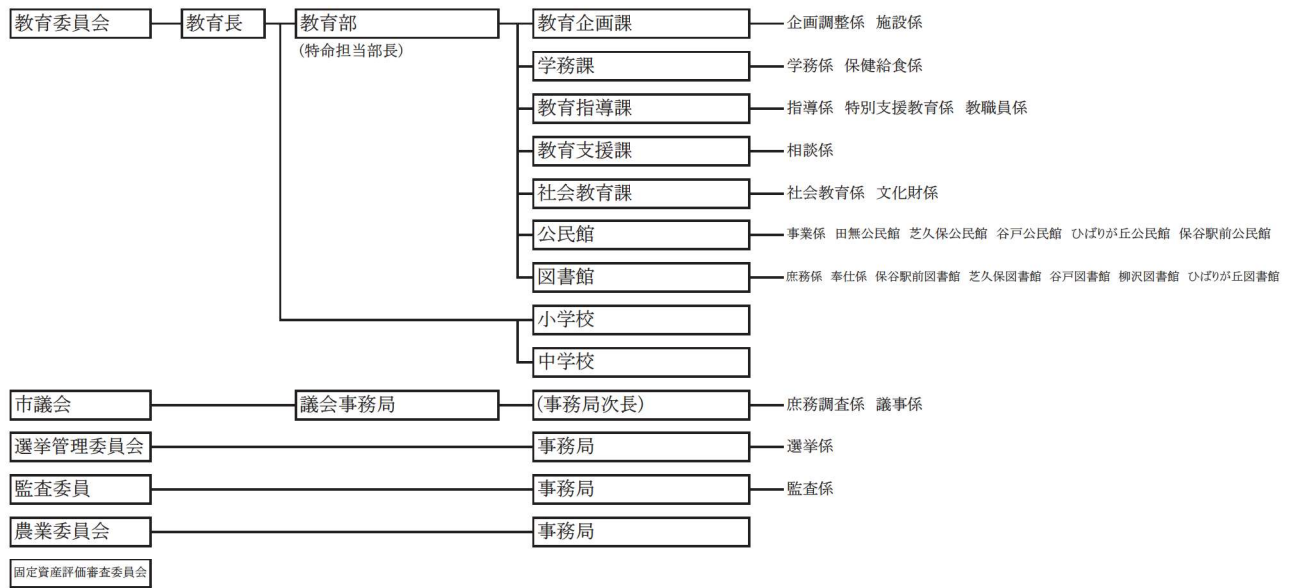 教育委員会 教育長 教育部 教育企画課 企画調整係 施設係
(特命担当部長)
学務課 学務係 保健給食係
教育指導課 指導係 特別支援教育係 教職員係
教育支援課 相談係
社会教育課 社会教育係 文化財係
公民館 事業係 田無公民館 芝久保公民館 谷戸公民館 ひばりが丘公民館 保谷駅前公民館
図書館 庶務係 奉仕係 保谷駅前図書館 芝久保図書館 谷戸図書館 柳沢図書館 ひばりが丘図書館
小学校
中学校
市議会 議会事務局 (事務局次長) 庶務調査係 議事係
選挙管理委員会 事務局 選挙係
監査委員 事務局 監査係
農業委員会 事務局
固定資産評価審査委員会